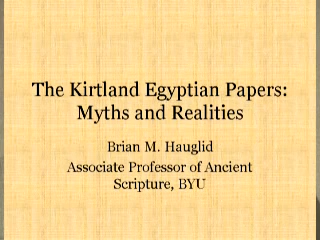 The Kirtland Egyptian Papers:
Myths and Realities
Brian M. Hauglid
Associate Professor of Ancient
Scripture, BYU